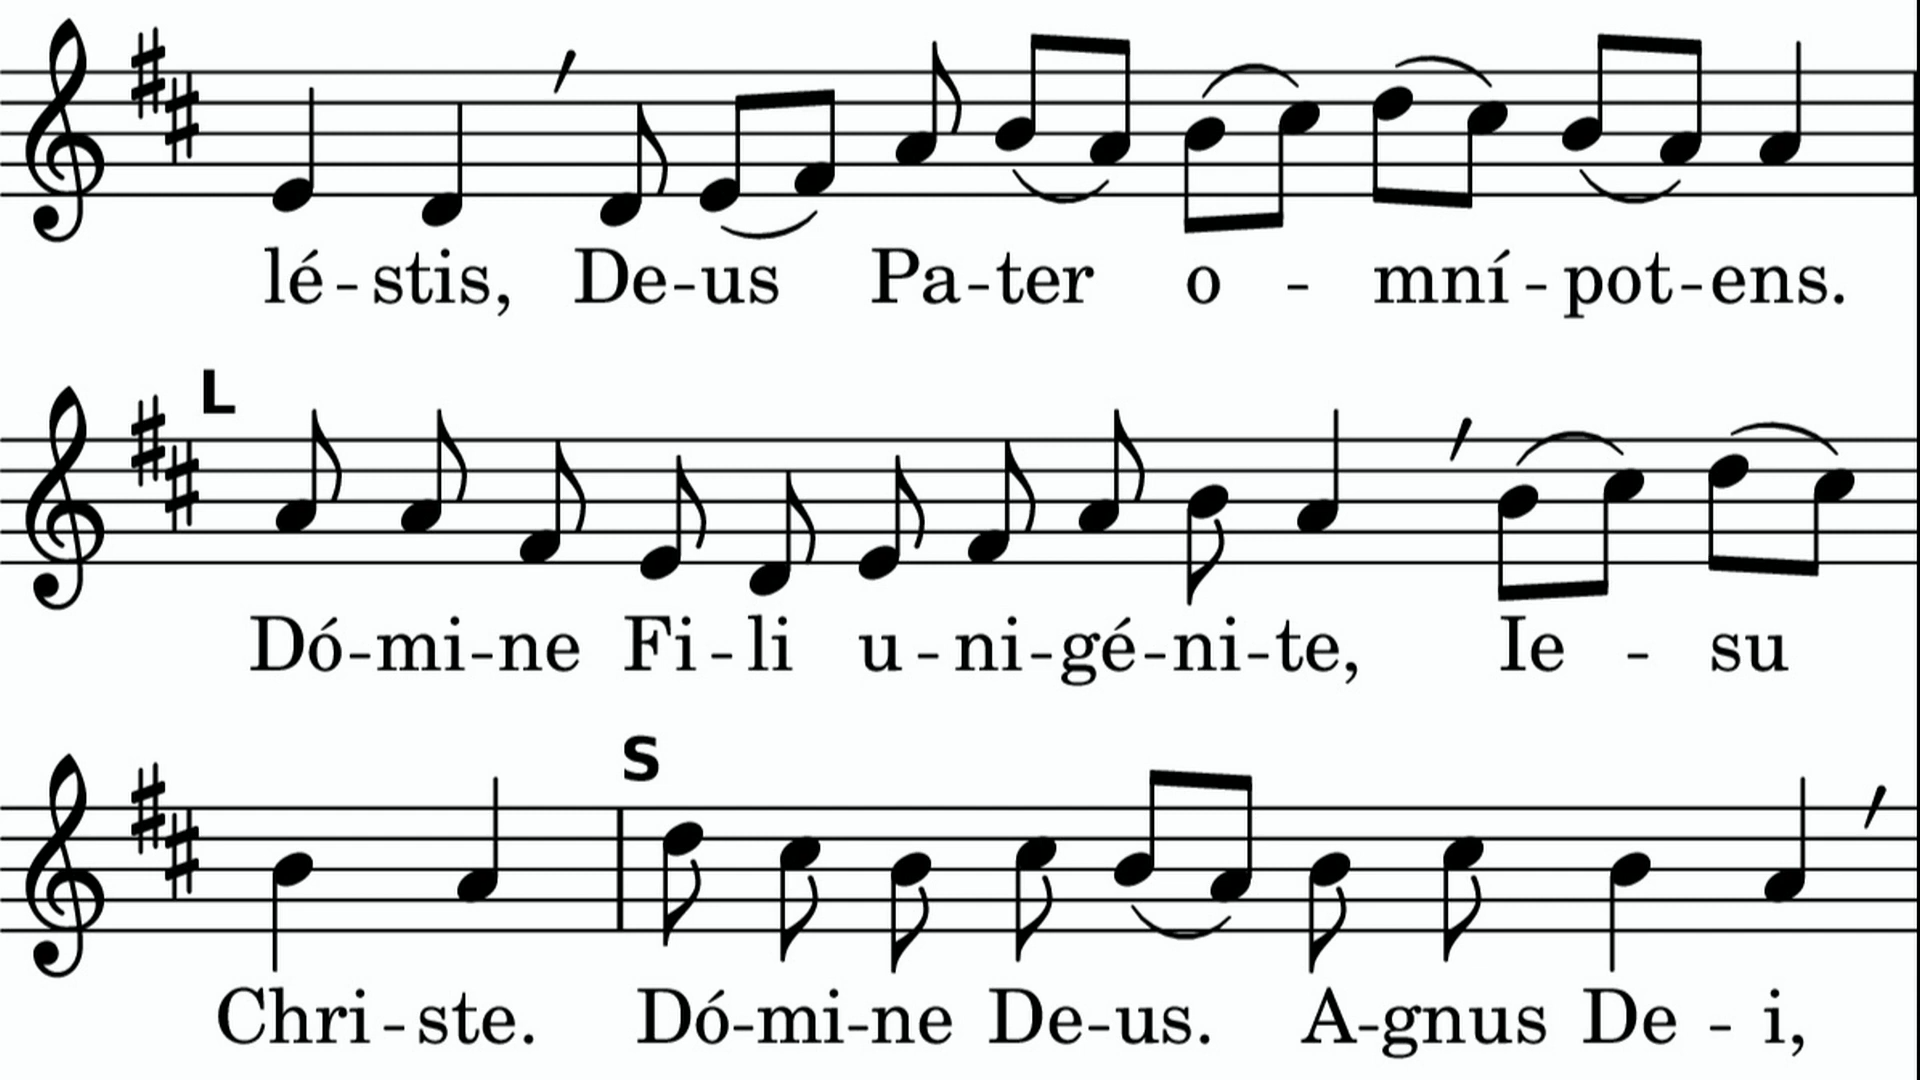 lé-stis, De-us Pa-ter o - mní-pot-ens.
L
Dó-mi-ne Fi-li u-ni-gé-ni-te, Ie - su
S
Chri-ste. Dó-mi-ne De-us. A-gnus De - i,